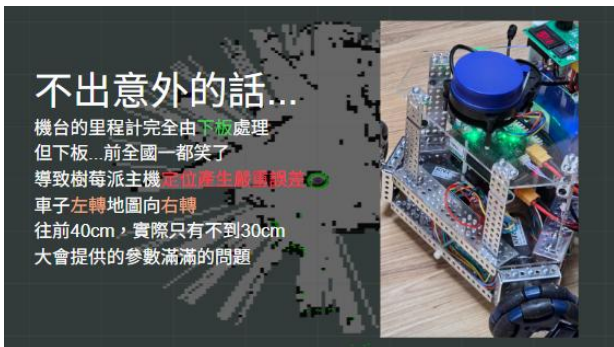 不出意外的話...
機台的里程計完全由下板處理
但下板...前全國一都笑了
導致樹莓派主機定位產生嚴重誤差
車子左轉地圖向右轉
往前40cm，實際只有不到30cm
大會提供的參數滿滿的問題